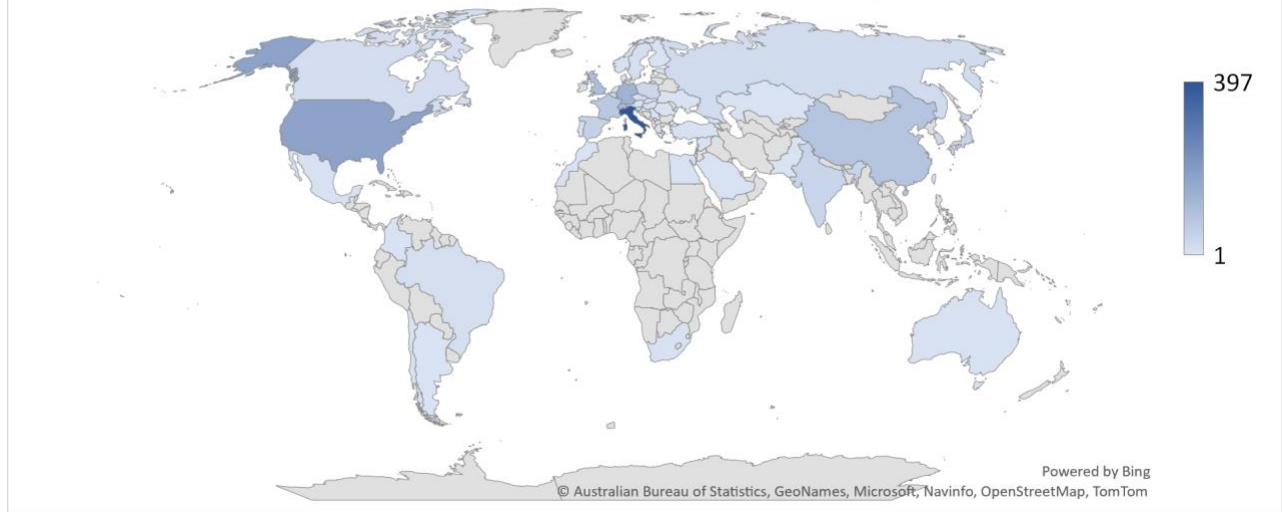 397
1
Powered by Bing
© Australian Bureau of Statistics, GeoNames, Microsoft, Navinfo, OpenStreetMap, TomTom